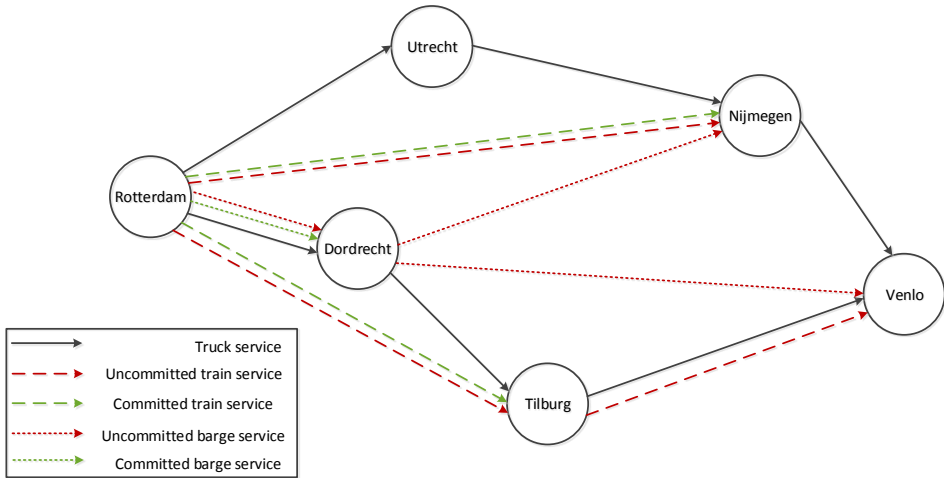 Utrecht
Nijmegen
Rotterdam
Dordrecht
Venlo
Tilburg
Truck service
Uncommitted train service
Committed train service
Uncommitted barge service
Committed barge service